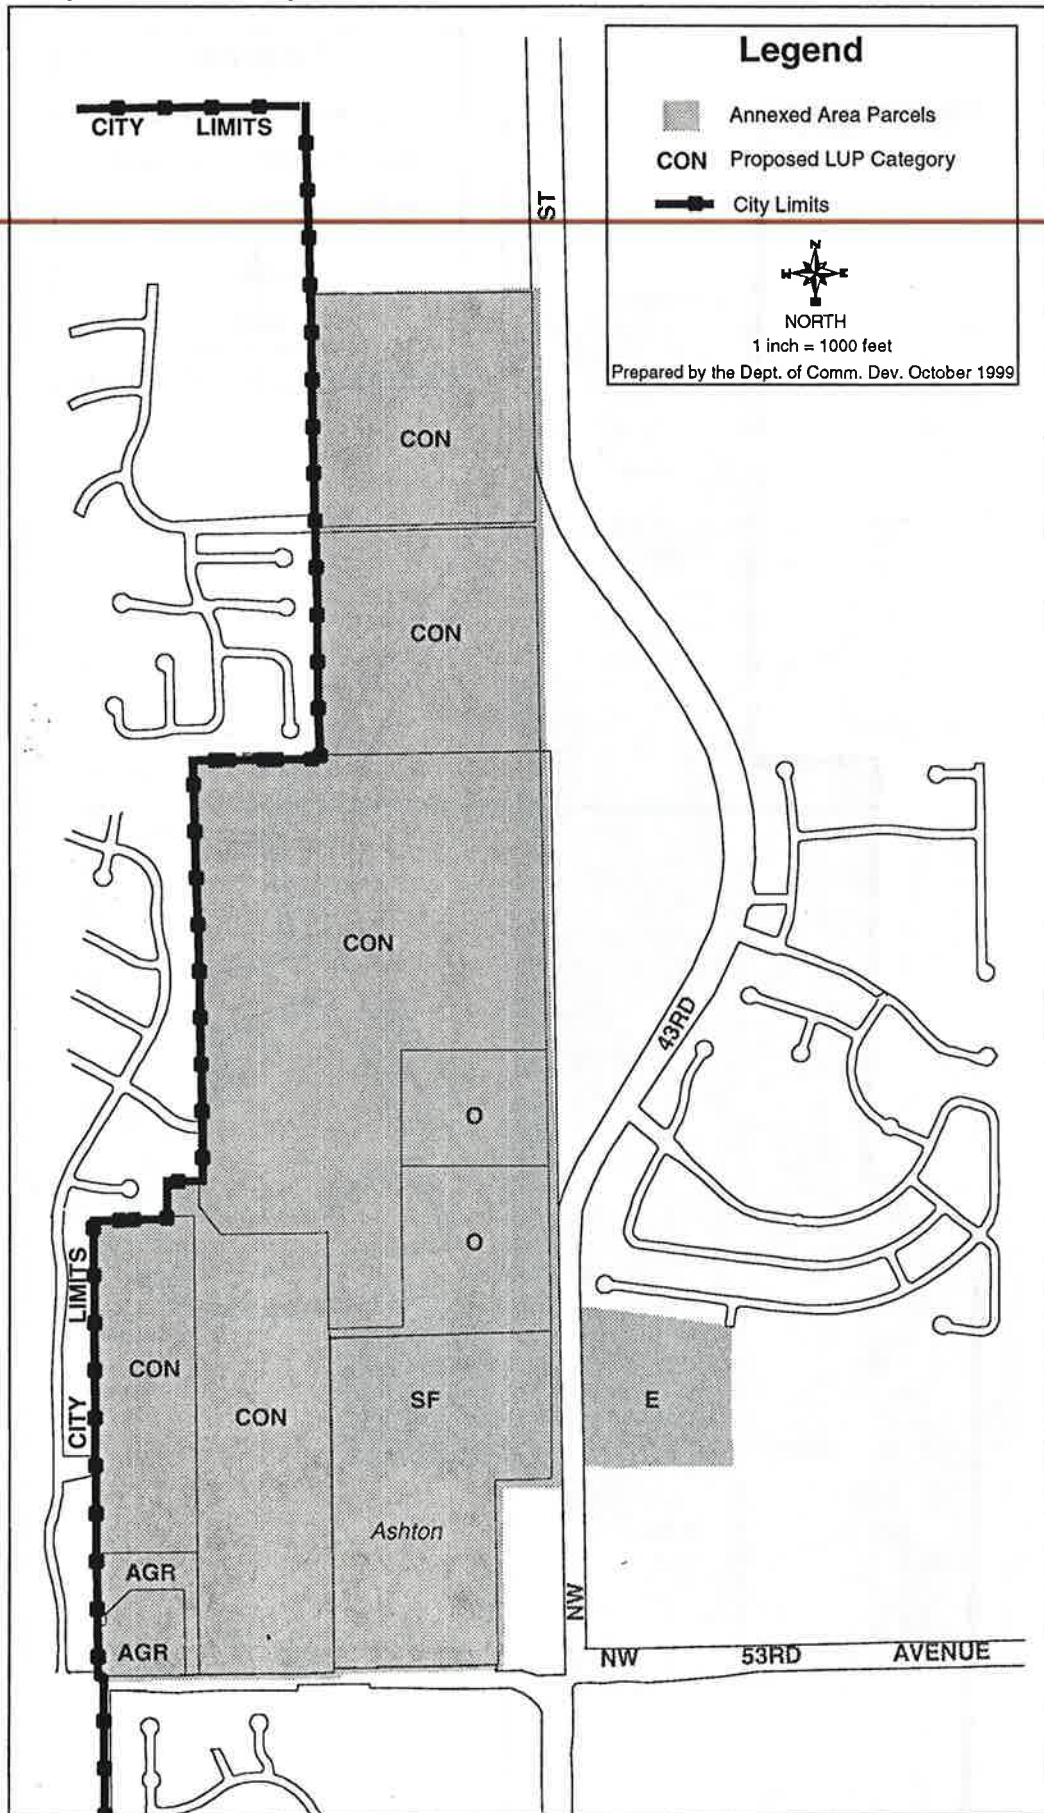 Legend
Annexed Area Parcels
CON Proposed LUP Category
City Limits
N
W E
NORTH
1 inch = 1000 feet
Prepared by the Dept. of Comm. Dev. October 1999
CITY LIMITS
ST
CON
CON
CON
43RD
O
O
CITY LIMITS
CON
CON
SF
E
Ashton
AGR
AGR
NW
NW 53RD AVENUE